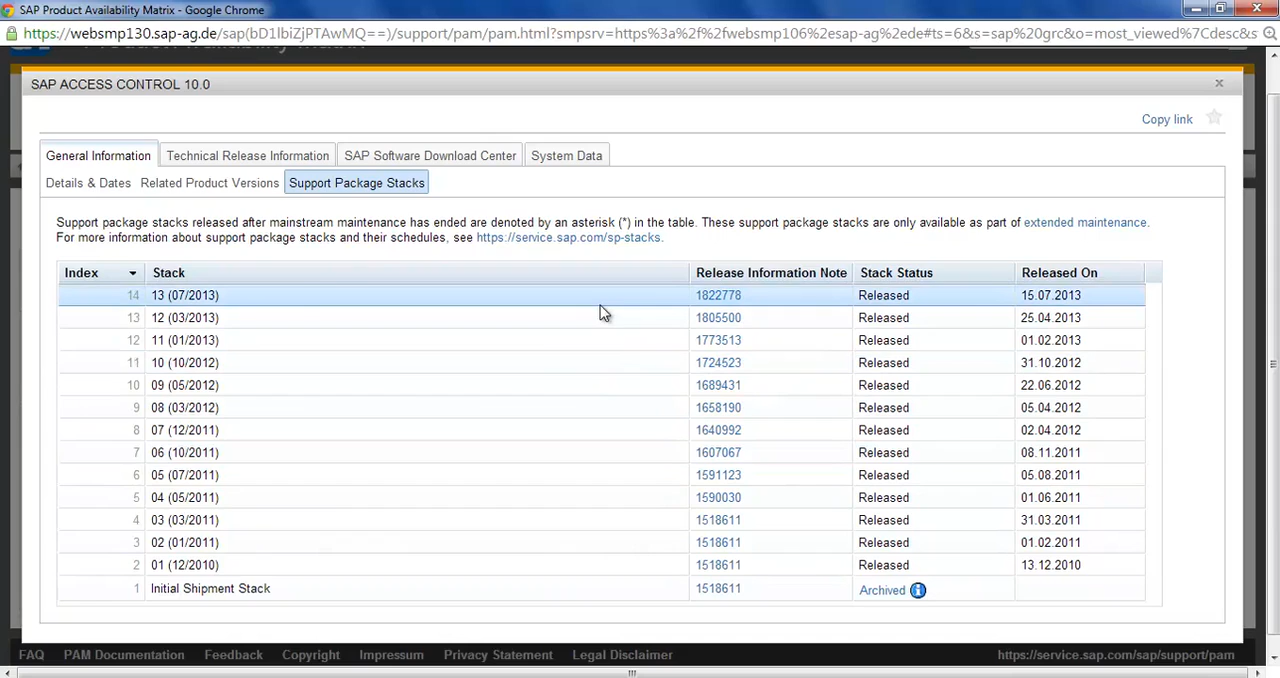 SAP Product Availability Matrix - Google Chrome
https://websmp130.sap-ag.de/sap(bD1lbiZjPTAwMQ==)/support/pam/pam.html?smpsrv=https%3a%2f%2fwebsmp106%2esap-ag%2ede#ts=6&s=sap%20grc&o=most_viewed%7Cdesc&s
SAP ACCESS CONTROL 10.0
Copy link
General Information Technical Release Information SAP Software Download Center System Data
Details & Dates Related Product Versions Support Package Stacks
Support package stacks released after mainstream maintenance has ended are denoted by an asterisk (*) in the table. These support package stacks are only available as part of extended maintenance.
For more information about support package stacks and their schedules, see https://service.sap.com/sp-stacks.
Index Stack Release Information Note Stack Status Released On
14 13 (07/2013) 1822778 Released 15.07.2013
13 12 (03/2013) 1805500 Released 25.04.2013
12 11 (01/2013) 1773513 Released 01.02.2013
11 10 (10/2012) 1724523 Released 31.10.2012
10 09 (05/2012) 1689431 Released 22.06.2012
9 08 (03/2012) 1658190 Released 05.04.2012
8 07 (12/2011) 1640992 Released 02.04.2012
7 06 (10/2011) 1607067 Released 08.11.2011
6 05 (07/2011) 1591123 Released 05.08.2011
5 04 (05/2011) 1590030 Released 01.06.2011
4 03 (03/2011) 1518611 Released 31.03.2011
3 02 (01/2011) 1518611 Released 01.02.2011
2 01 (12/2010) 1518611 Released 13.12.2010
1 Initial Shipment Stack 1518611 Archived
FAQ PAM Documentation Feedback Copyright Impressum Privacy Statement Legal Disclaimer https://service.sap.com/sap/support/pam